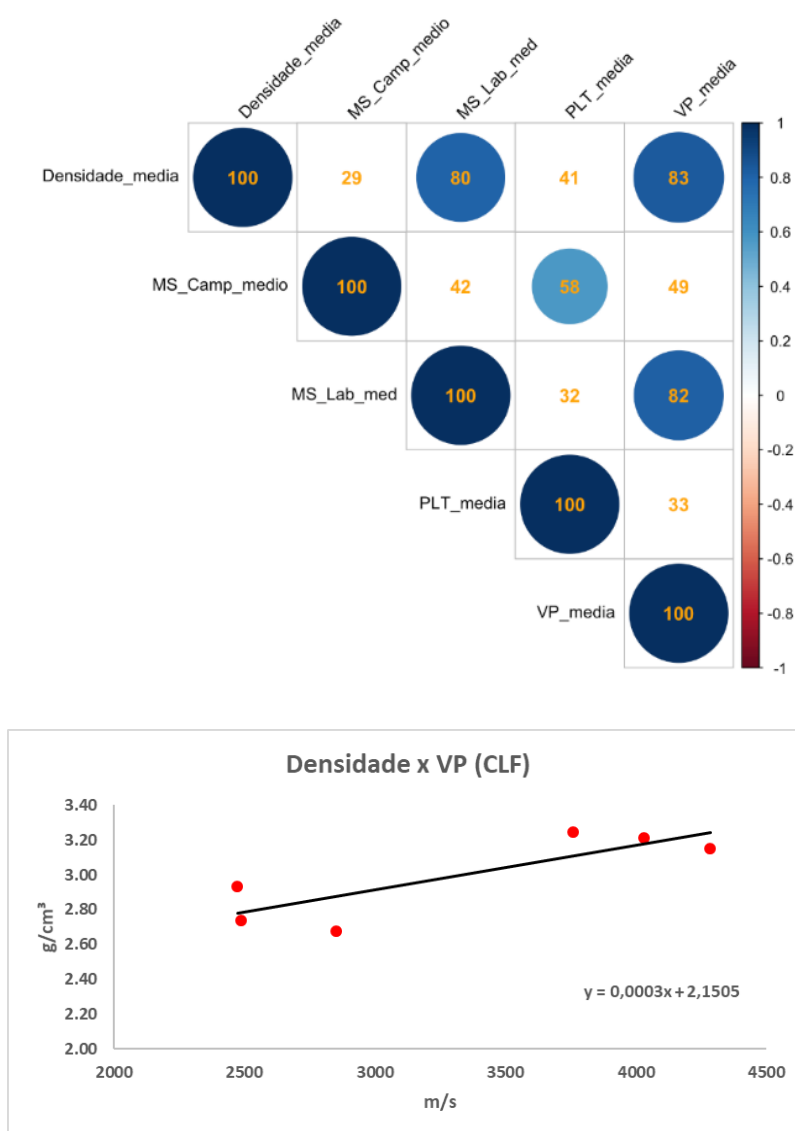 Densidade_media
MS_Camp_medio
MS_Lab_med
PLT_media
VP_media
1
Densidade_media 100 29 80 41 83
0.8
0.6
MS_Camp_medio 100 42 58 49
0.4
0.2
MS_Lab_med 100 32 82
0
-0.2
PLT_media 100 33
-0.4
-0.6
VP_media 100
-0.8
-1
Densidade x VP (CLF)
3.40
3.20
3.00
2.80
2.60
2.40
2.20
2.00
g/cm³
y = 0,0003x + 2,1505
2000 2500 3000 3500 4000 4500
m/s